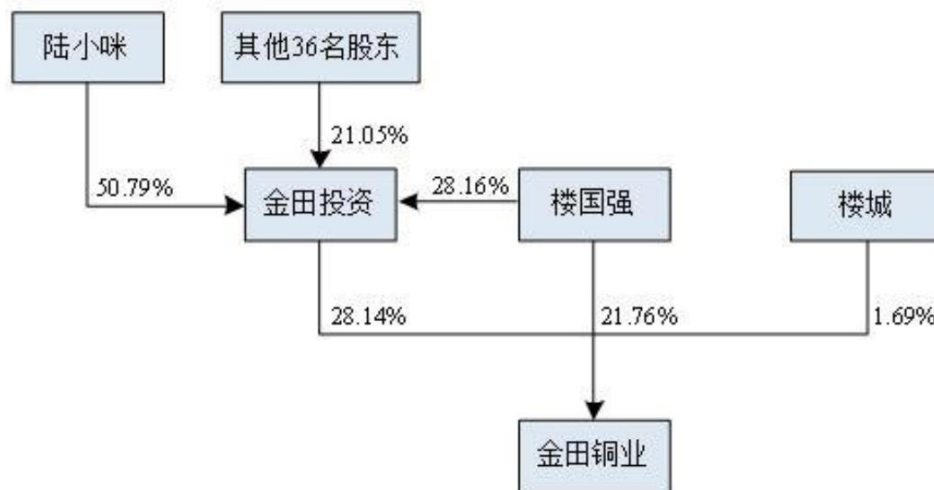 陆小咪
其他36名股东
21.05%
50.79%
金田投资
28.16%
楼国强
楼城
28.14%
21.76%
1.69%
金田铜业